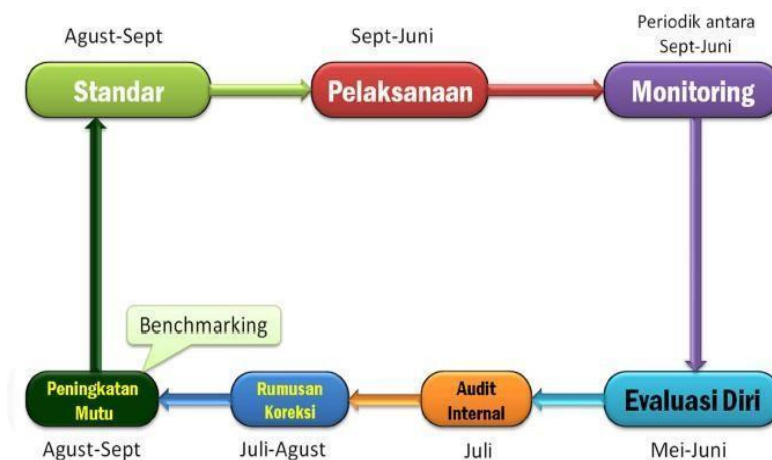 Agust-Sept
Sept-Juni
Periodik antara
Sept-Juni
Standar
Pelaksanaan
Monitoring
Benchmarking
Peningkatan
Mutu
Rumusan
Koreksi
Audit
Internal
Evaluasi Diri
Agust-Sept
Juli-Agust
Juli
Mei-Juni